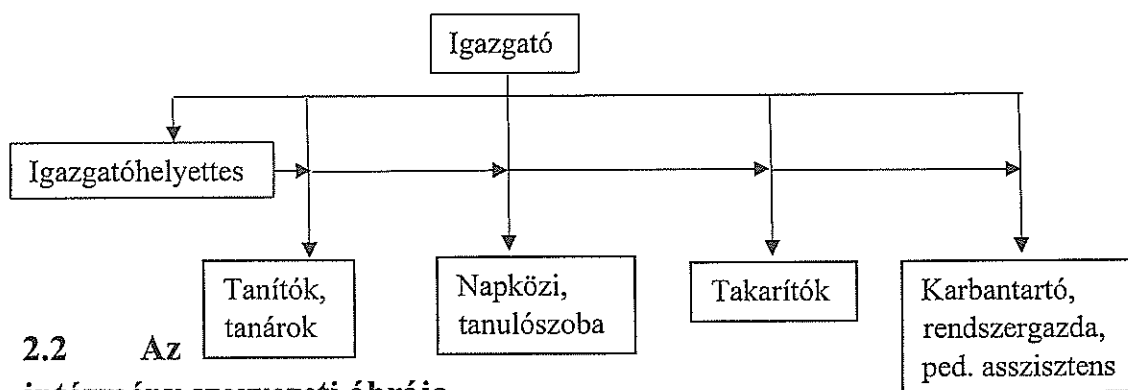 Igazgató
Igazgatóhelyettes
Tanítók,
tanárok
Napközi,
tanulószoba
Takarítók
Karbantartó,
rendszergazda,
ped. asszisztens
2.2 Az